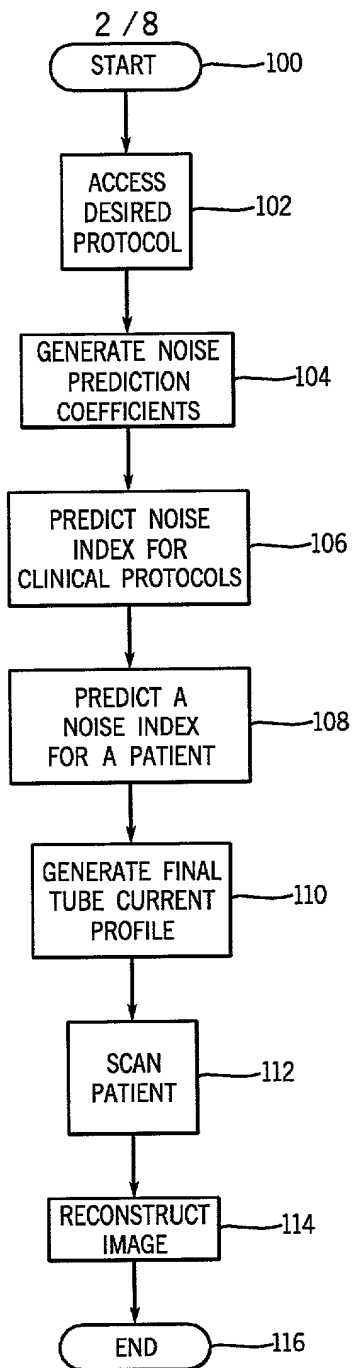 2 / 8
START
100
ACCESS
DESIRED
PROTOCOL
102
GENERATE NOISE
PREDICTION
COEFFICIENTS
104
PREDICT NOISE
INDEX FOR
CLINICAL PROTOCOLS
106
PREDICT A
NOISE INDEX
FOR A PATIENT
108
GENERATE FINAL
TUBE CURRENT
PROFILE
110
SCAN
PATIENT
112
RECONSTRUCT
IMAGE
114
END
116